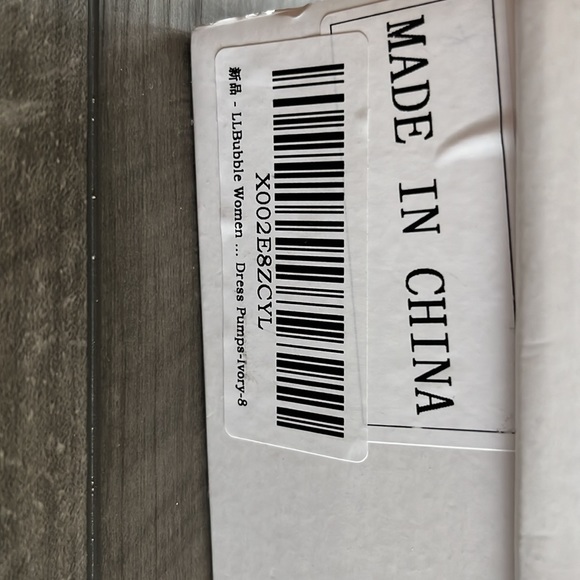 MADE IN CHINA
X002E8ZCYL
新品 - LLBubble Women ... Dress Pumps-Ivory-8